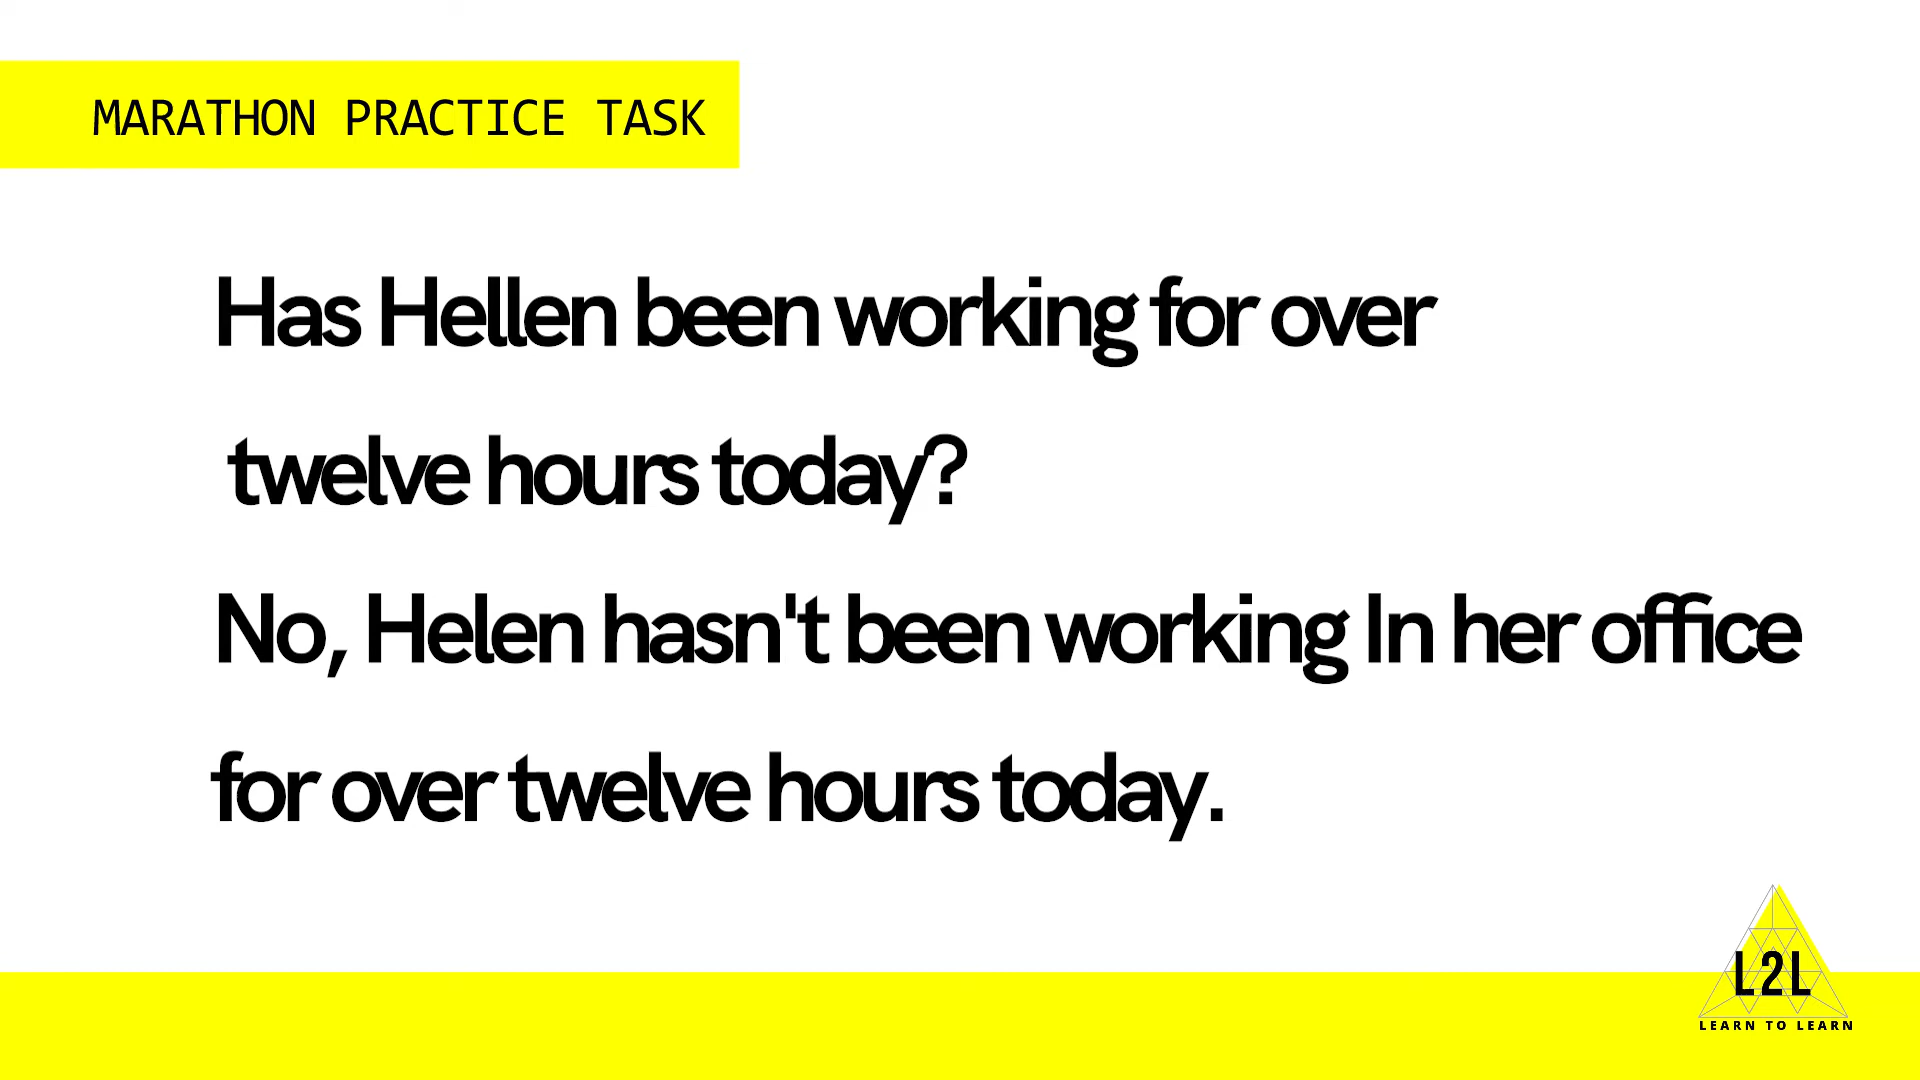 MARATHON PRACTICE TASK
Has Hellen been working for over
twelve hours today?
No, Helen hasn't been working In her office
for over twelve hours today.
L2L
LEARN TO LEARN